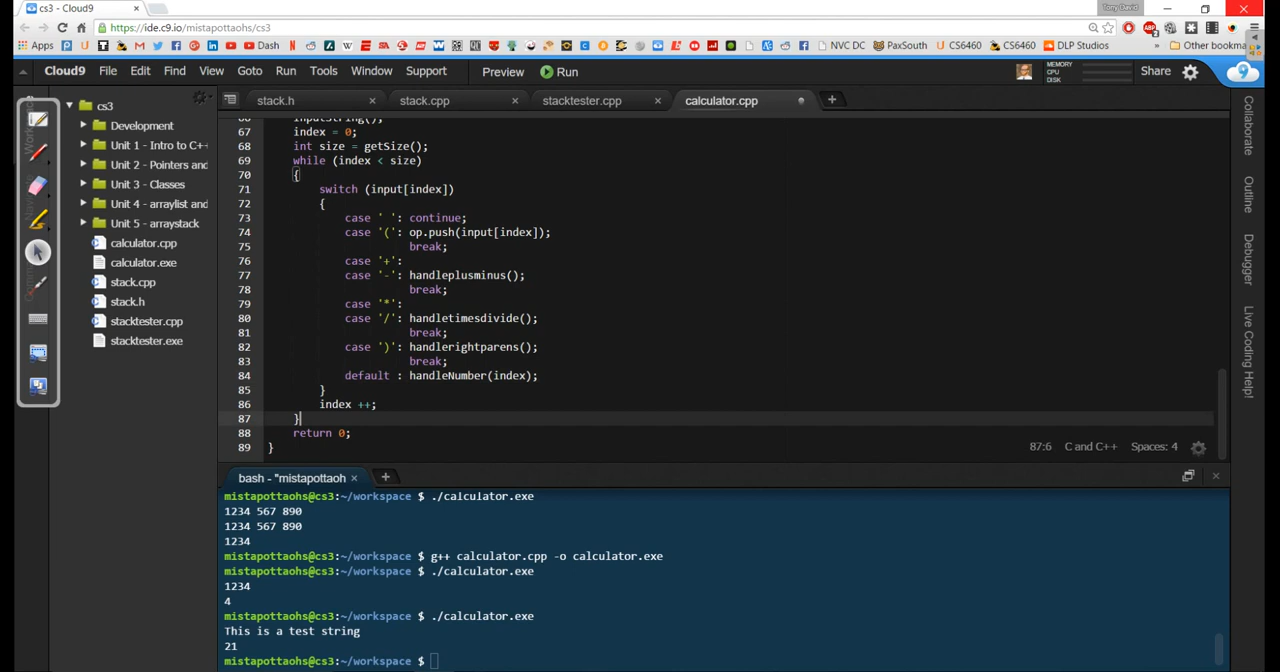 cs3 - Cloud9
Tony David
https://ide.c9.io/mistapottaohs/cs3
Apps
Dash
NVC DC
PaxSouth
CS6460
CS6460
DLP Studios
»
Other bookma
Cloud9 File Edit Find View Goto Run Tools Window Support Preview Run
MEMORY
CPU
DISK
Share
stack.h
stack.cpp
stacktester.cpp
calculator.cpp
cs3
Development
Unit 1 - Intro to C++
Unit 2 - Pointers and
Unit 3 - Classes
Unit 4 - arraylist and
Unit 5 - arraystack
calculator.cpp
calculator.exe
stack.cpp
stack.h
stacktester.cpp
stacktester.exe
66 inputString();
67 index = 0;
68 int size = getSize();
69 while (index < size)
70 {
71 switch (input[index])
72 {
73 case ' ': continue;
74 case '(': op.push(input[index]);
75 break;
76 case '+':
77 case '-': handleplusminus();
78 break;
79 case '*':
80 case '/': handletimesdivide();
81 break;
82 case ')': handlerightparens();
83 break;
84 default : handleNumber(index);
85 }
86 index ++;
87 }
88 return 0;
89 }
87:6 C and C++ Spaces: 4
Collaborate
Outline
Debugger
Live Coding Help!
bash - "mistapottaoh
mistapottaohs@cs3:~/workspace $ ./calculator.exe
1234 567 890
1234 567 890
1234
mistapottaohs@cs3:~/workspace $ g++ calculator.cpp -o calculator.exe
mistapottaohs@cs3:~/workspace $ ./calculator.exe
1234
4
mistapottaohs@cs3:~/workspace $ ./calculator.exe
This is a test string
21
mistapottaohs@cs3:~/workspace $